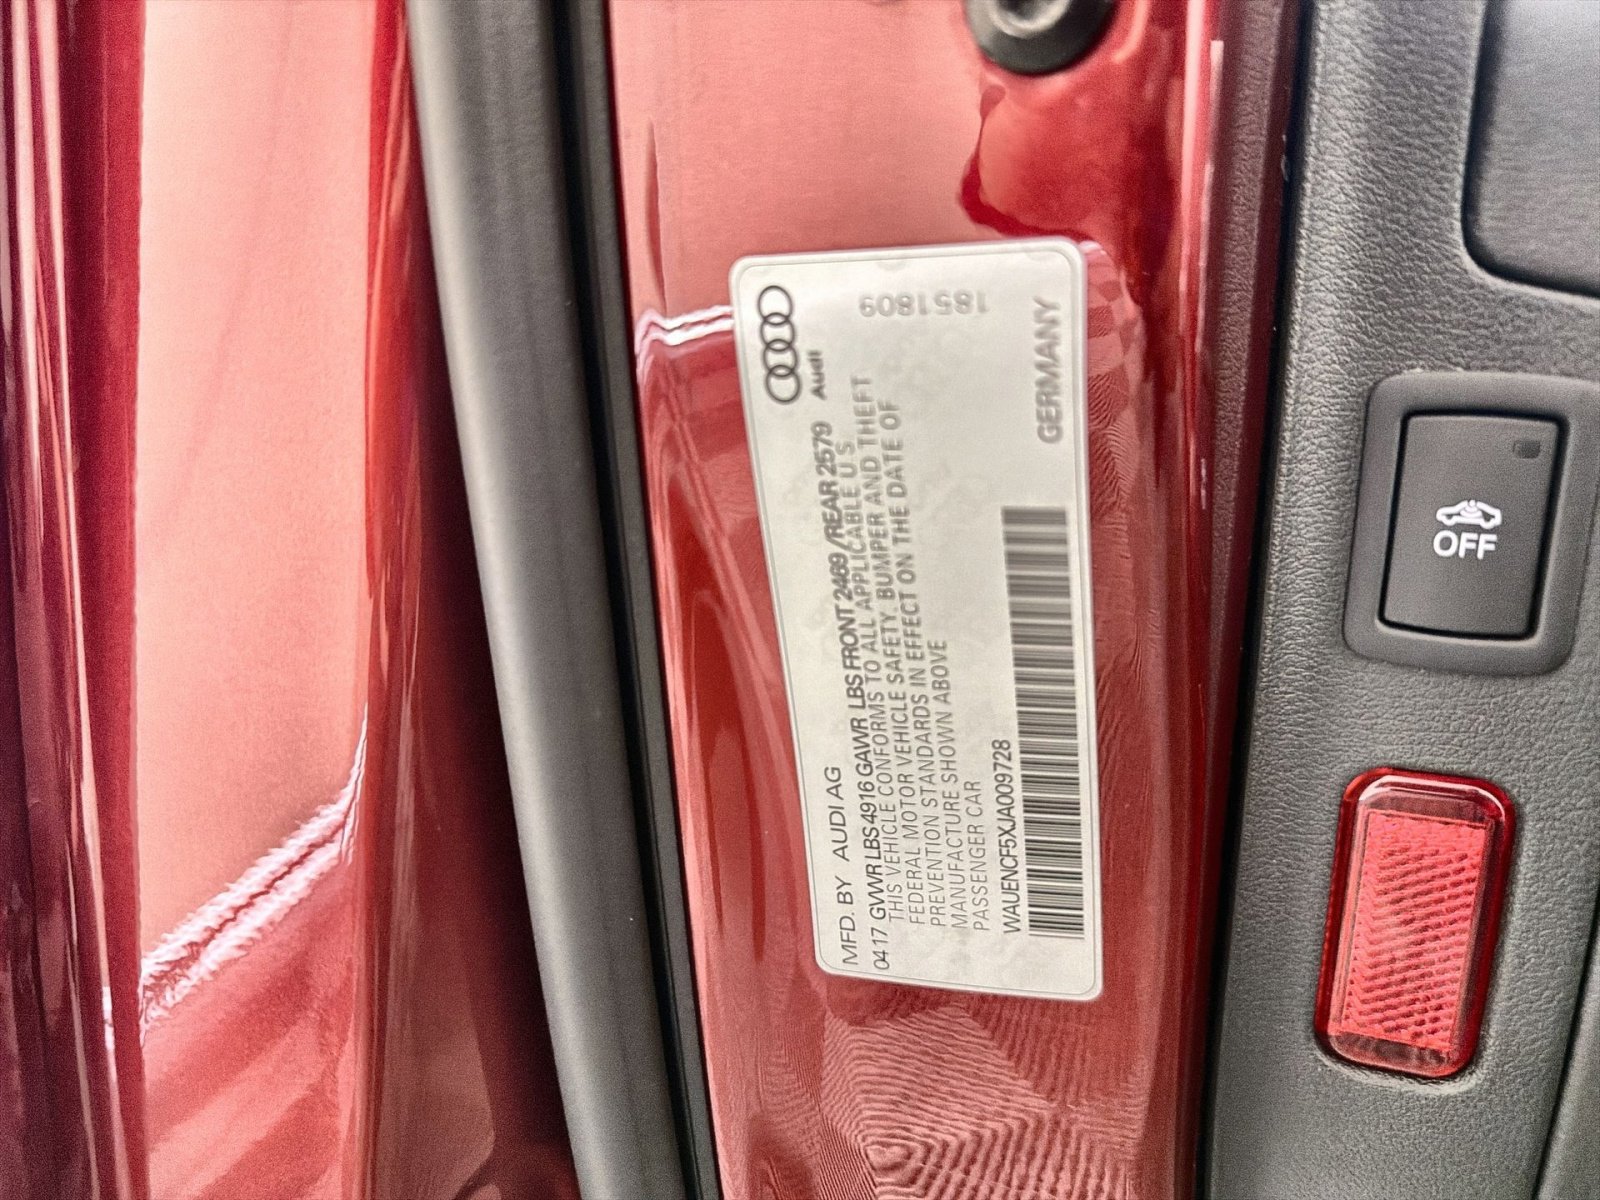 MFD. BY AUDI AG
Audi
04 17 GVWR LBS 4916 GAWR LBS FRONT 2469 / REAR 2579
THIS VEHICLE CONFORMS TO ALL APPLICABLE U S
FEDERAL MOTOR VEHICLE SAFETY. BUMPER AND THEFT
PREVENTION STANDARDS IN EFFECT ON THE DATE OF
MANUFACTURE SHOWN ABOVE
PASSENGER CAR
1851809
WAUENCF5XJA009728
GERMANY
OFF